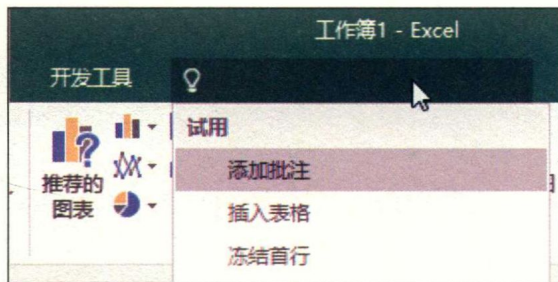 工作簿1 - Excel
开发工具
试用
推荐的
图表
添加批注
插入表格
冻结首行